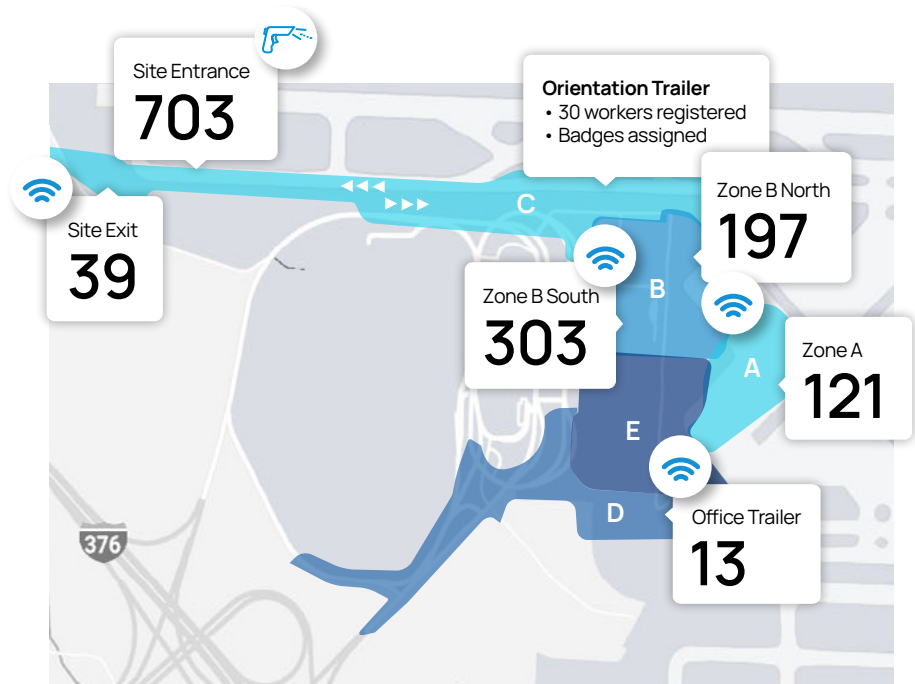 Site Entrance
703
Orientation Trailer
• 30 workers registered
• Badges assigned
Zone B North
197
Site Exit
39
C
Zone B South
303
B
Zone A
121
A
E
D
Office Trailer
13
376